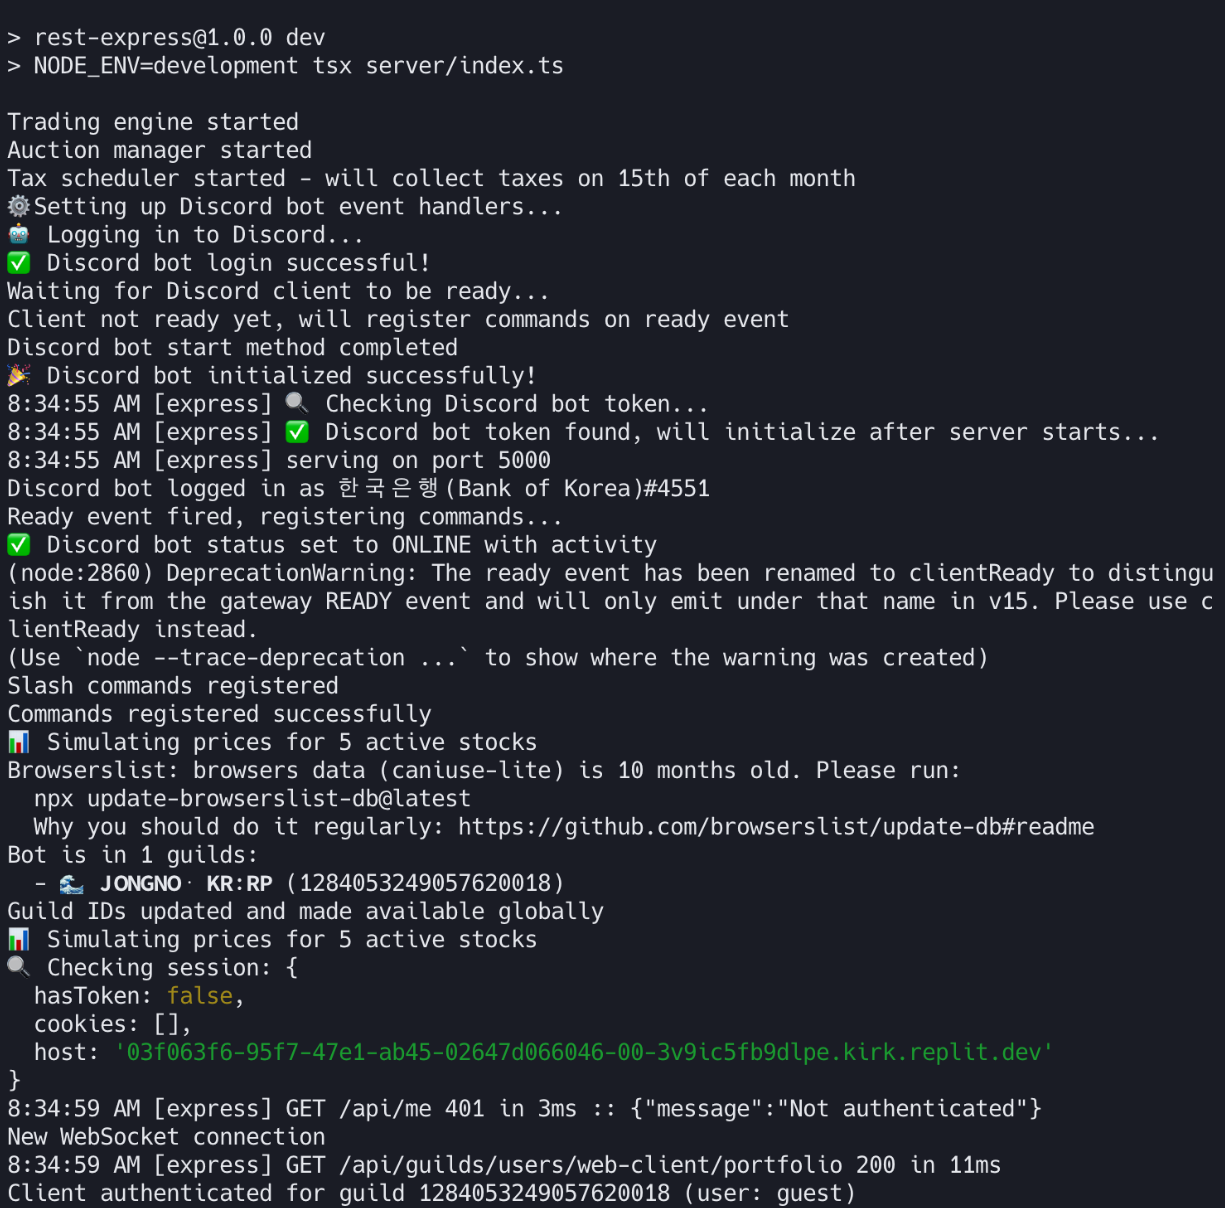 > rest-express@1.0.0 dev
> NODE_ENV=development tsx server/index.ts
Trading engine started
Auction manager started
Tax scheduler started - will collect taxes on 15th of each month
⚙️Setting up Discord bot event handlers...
🤖 Logging in to Discord...
✅ Discord bot login successful!
Waiting for Discord client to be ready...
Client not ready yet, will register commands on ready event
Discord bot start method completed
🎉 Discord bot initialized successfully!
8:34:55 AM [express] 🔍 Checking Discord bot token...
8:34:55 AM [express] ✅ Discord bot token found, will initialize after server starts...
8:34:55 AM [express] serving on port 5000
Discord bot logged in as 한국은행(Bank of Korea)#4551
Ready event fired, registering commands...
✅ Discord bot status set to ONLINE with activity
(node:2860) DeprecationWarning: The ready event has been renamed to clientReady to distingu
ish it from the gateway READY event and will only emit under that name in v15. Please use c
lientReady instead.
(Use `node --trace-deprecation ...` to show where the warning was created)
Slash commands registered
Commands registered successfully
📊 Simulating prices for 5 active stocks
Browserslist: browsers data (caniuse-lite) is 10 months old. Please run:
  npx update-browserslist-db@latest
  Why you should do it regularly: https://github.com/browserslist/update-db#readme
Bot is in 1 guilds:
  - 🌊 JONGNO · KR:RP (1284053249057620018)
Guild IDs updated and made available globally
📊 Simulating prices for 5 active stocks
🔍 Checking session: {
  hasToken: false,
  cookies: [],
  host: '03f063f6-95f7-47e1-ab45-02647d066046-00-3v9ic5fb9dlpe.kirk.replit.dev'
}
8:34:59 AM [express] GET /api/me 401 in 3ms :: {"message":"Not authenticated"}
New WebSocket connection
8:34:59 AM [express] GET /api/guilds/users/web-client/portfolio 200 in 11ms
Client authenticated for guild 1284053249057620018 (user: guest)